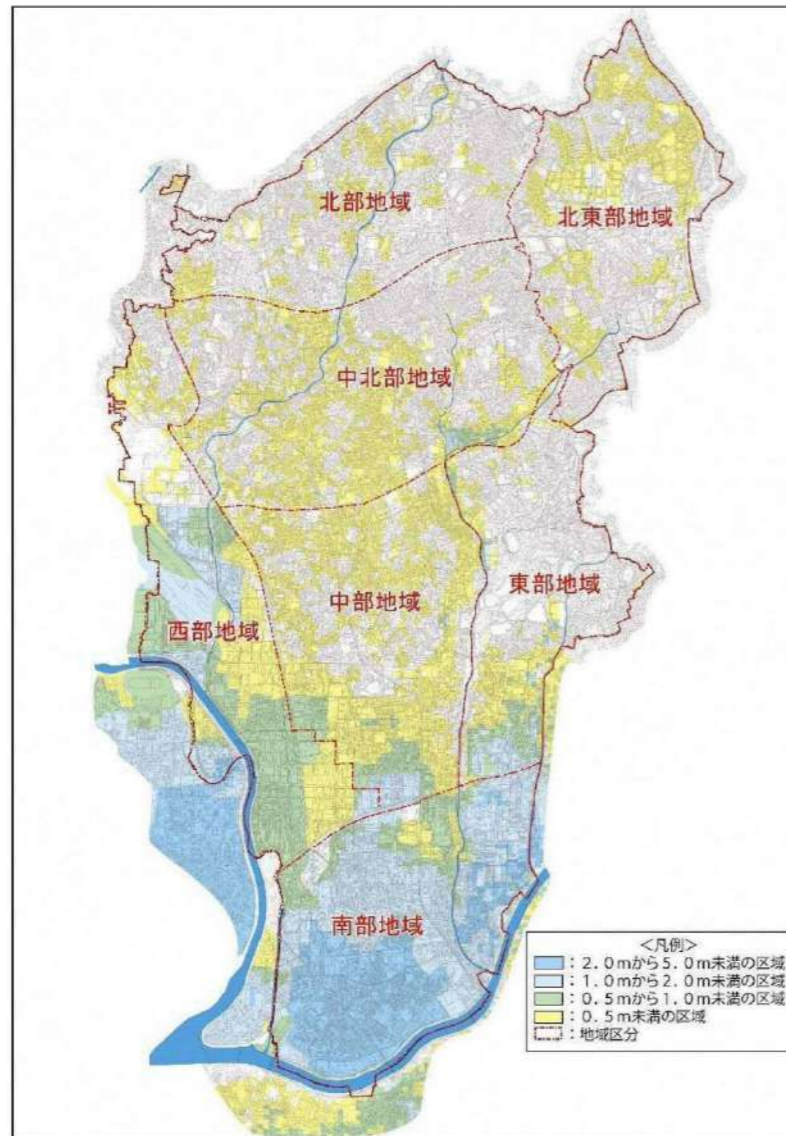 北部地域
北東部地域
中北部地域
中部地域
東部地域
西部地域
南部地域
<凡例>
：２．０ｍから５．０ｍ未満の区域
：１．０ｍから２．０ｍ未満の区域
：０．５ｍから１．０ｍ未満の区域
：０．５ｍ未満の区域
：地域区分